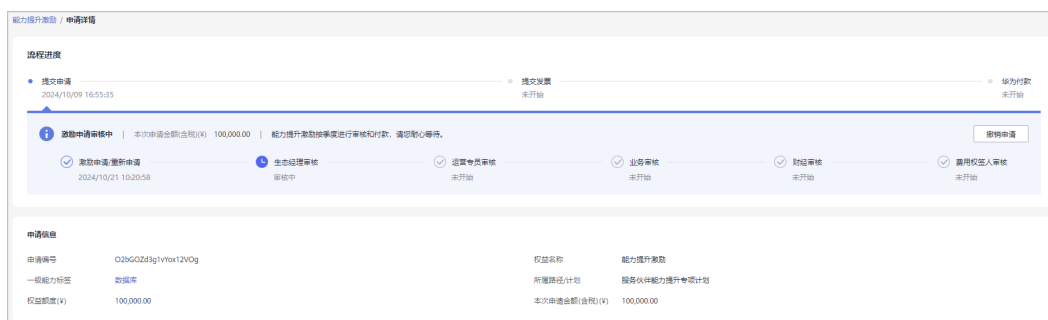 能力提升激励 / 申请详情
流程进度
提交申请 提交发票 华为付款
2024/10/09 16:55:35 未开始 未开始
激励申请审核中 | 本次申请金额(含税)(¥) 100,000.00 | 能力提升激励按季度进行审核和付款，请您耐心等待。 撤销申请
激励申请/重新申请 生态经理审核 运营专员审核 业务审核 财经审核 费用权签人审核
2024/10/21 10:20:58 审核中 未开始 未开始 未开始 未开始
申请信息
申请编号 O2bGOZd3g1vYox12VOg 权益名称 能力提升激励
一级能力标签 数据库 所属路径/计划 服务伙伴能力提升专项计划
权益额度(¥) 100,000.00 本次申请金额(含税)(¥) 100,000.00